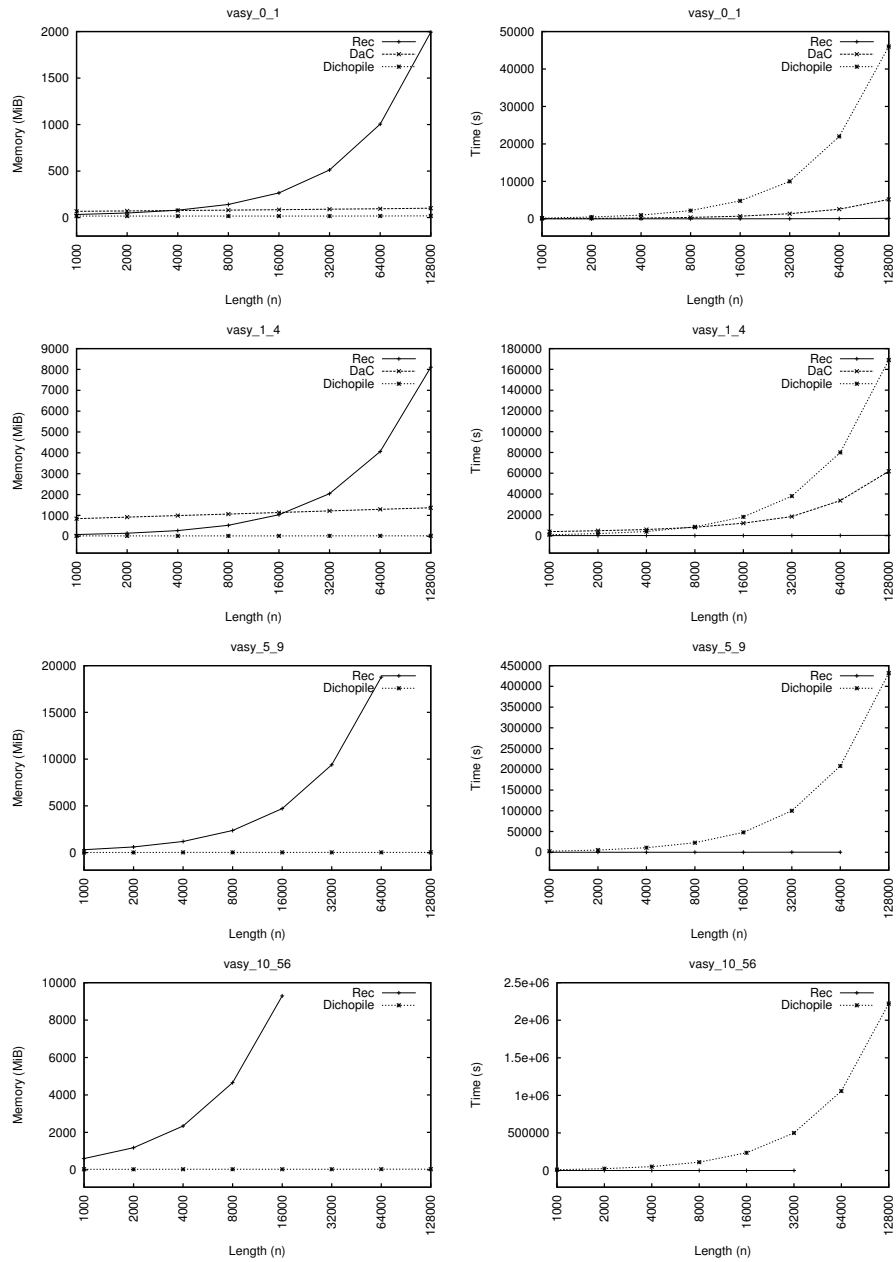 vasy_0_1
Memory (MiB)
2000
1500
1000
500
0
Rec
DaC
Dichopile
1000
2000
4000
8000
16000
32000
64000
128000
Length (n)
vasy_0_1
Time (s)
50000
40000
30000
20000
10000
0
Rec
DaC
Dichopile
1000
2000
4000
8000
16000
32000
64000
128000
Length (n)
vasy_1_4
Memory (MiB)
9000
8000
7000
6000
5000
4000
3000
2000
1000
0
Rec
DaC
Dichopile
1000
2000
4000
8000
16000
32000
64000
128000
Length (n)
vasy_1_4
Time (s)
180000
160000
140000
120000
100000
80000
60000
40000
20000
0
Rec
DaC
Dichopile
1000
2000
4000
8000
16000
32000
64000
128000
Length (n)
vasy_5_9
Memory (MiB)
20000
15000
10000
5000
0
Rec
Dichopile
1000
2000
4000
8000
16000
32000
64000
128000
Length (n)
vasy_5_9
Time (s)
450000
400000
350000
300000
250000
200000
150000
100000
50000
0
Rec
Dichopile
1000
2000
4000
8000
16000
32000
64000
128000
Length (n)
vasy_10_56
Memory (MiB)
10000
8000
6000
4000
2000
0
Rec
Dichopile
1000
2000
4000
8000
16000
32000
64000
128000
Length (n)
vasy_10_56
Time (s)
2.5e+06
2e+06
1.5e+06
1e+06
500000
0
Rec
Dichopile
1000
2000
4000
8000
16000
32000
64000
128000
Length (n)